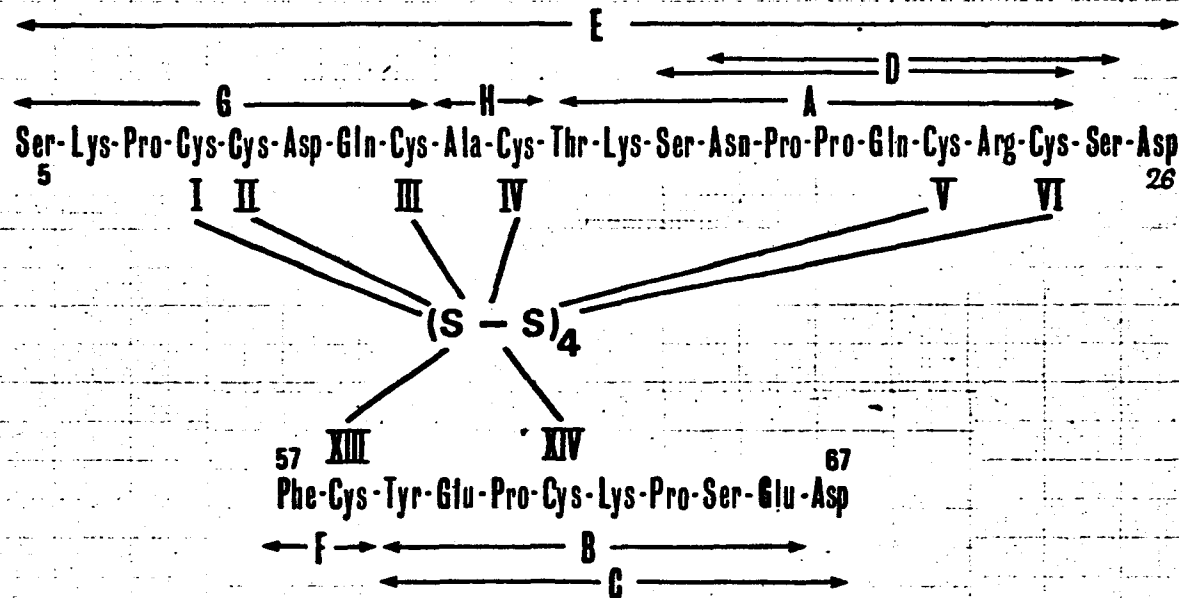 E
D
G H A
Ser-Lys-Pro-Cys-Cys-Asp-Gln-Cys-Ala-Cys-Thr-Lys-Ser-Asn-Pro-Pro-Gln-Cys-Arg-Cys-Ser-Asp
5 26
I II III IV V VI
(S - S)4
XIII XIV
57 67
Phe-Cys-Tyr-Glu-Pro-Cys-Lys-Pro-Ser-Glu-Asp
F B
C